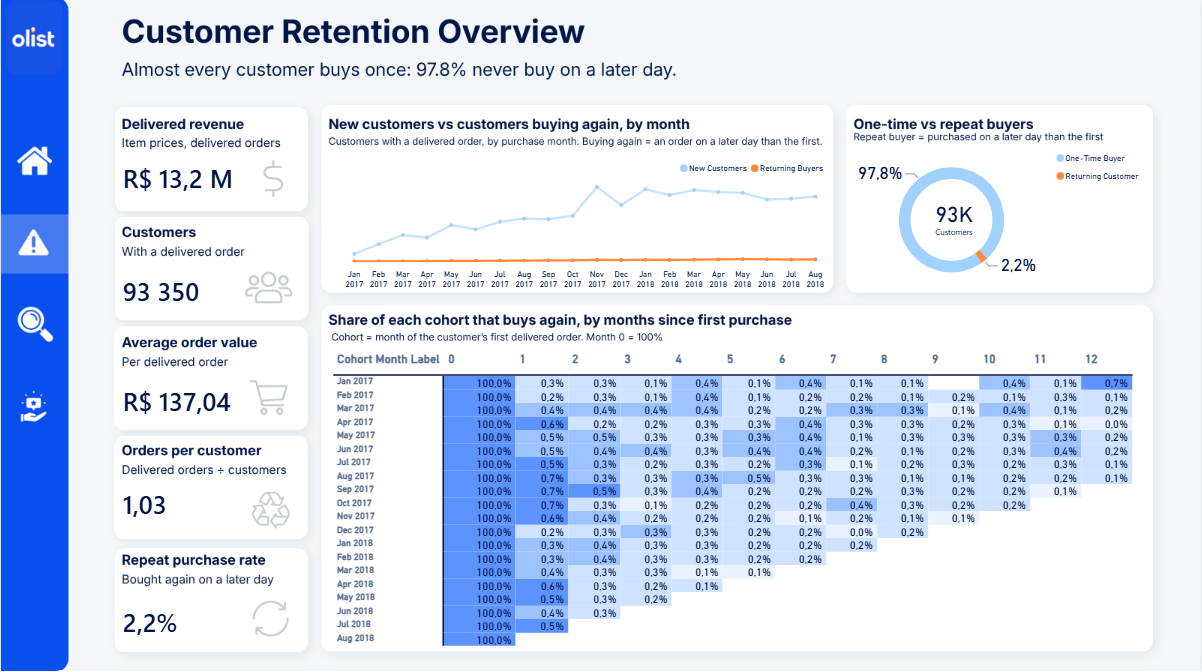 olist
Customer Retention Overview
Almost every customer buys once: 97.8% never buy on a later day.
Delivered revenue
Item prices, delivered orders
R$ 13,2 M
Customers
With a delivered order
93 350
Average order value
Per delivered order
R$ 137,04
Orders per customer
Delivered orders ÷ customers
1,03
Repeat purchase rate
Bought again on a later day
2,2%
New customers vs customers buying again, by month
Customers with a delivered order, by purchase month. Buying again = an order on a later day than the first.
New Customers Returning Buyers
Jan Feb Mar Apr May Jun Jul Aug Sep Oct Nov Dec Jan Feb Mar Apr May Jun Jul Aug
2017 2017 2017 2017 2017 2017 2017 2017 2017 2017 2017 2017 2018 2018 2018 2018 2018 2018 2018 2018
One-time vs repeat buyers
Repeat buyer = purchased on a later day than the first
One-Time Buyer
Returning Customer
97,8%
93K
Customers
2,2%
Share of each cohort that buys again, by months since first purchase
Cohort = month of the customer's first delivered order. Month 0 = 100%
Cohort Month Label 0 1 2 3 4 5 6 7 8 9 10 11 12
Jan 2017 100,0% 0,3% 0,3% 0,1% 0,4% 0,1% 0,4% 0,1% 0,1% 0,4% 0,1% 0,7%
Feb 2017 100,0% 0,2% 0,3% 0,1% 0,4% 0,1% 0,2% 0,2% 0,1% 0,2% 0,1% 0,3% 0,1%
Mar 2017 100,0% 0,4% 0,4% 0,4% 0,4% 0,2% 0,2% 0,3% 0,3% 0,1% 0,4% 0,1% 0,2%
Apr 2017 100,0% 0,6% 0,2% 0,2% 0,3% 0,3% 0,4% 0,3% 0,3% 0,2% 0,3% 0,1% 0,0%
May 2017 100,0% 0,5% 0,5% 0,3% 0,3% 0,3% 0,4% 0,1% 0,3% 0,3% 0,3% 0,3% 0,2%
Jun 2017 100,0% 0,5% 0,4% 0,4% 0,3% 0,4% 0,4% 0,2% 0,1% 0,2% 0,3% 0,4% 0,2%
Jul 2017 100,0% 0,5% 0,3% 0,2% 0,3% 0,2% 0,3% 0,1% 0,2% 0,3% 0,2% 0,3% 0,1%
Aug 2017 100,0% 0,7% 0,3% 0,3% 0,3% 0,5% 0,3% 0,3% 0,1% 0,1% 0,2% 0,2% 0,1%
Sep 2017 100,0% 0,7% 0,5% 0,3% 0,4% 0,2% 0,2% 0,2% 0,3% 0,2% 0,2% 0,1%
Oct 2017 100,0% 0,7% 0,3% 0,1% 0,2% 0,2% 0,2% 0,4% 0,3% 0,2% 0,2%
Nov 2017 100,0% 0,6% 0,4% 0,2% 0,2% 0,2% 0,1% 0,2% 0,1% 0,1%
Dec 2017 100,0% 0,2% 0,3% 0,3% 0,3% 0,2% 0,2% 0,0% 0,2%
Jan 2018 100,0% 0,3% 0,4% 0,3% 0,3% 0,2% 0,2% 0,2%
Feb 2018 100,0% 0,3% 0,4% 0,3% 0,3% 0,2% 0,2%
Mar 2018 100,0% 0,4% 0,3% 0,3% 0,1% 0,1%
Apr 2018 100,0% 0,6% 0,3% 0,2% 0,1%
May 2018 100,0% 0,5% 0,3% 0,2%
Jun 2018 100,0% 0,4% 0,3%
Jul 2018 100,0% 0,5%
Aug 2018 100,0%